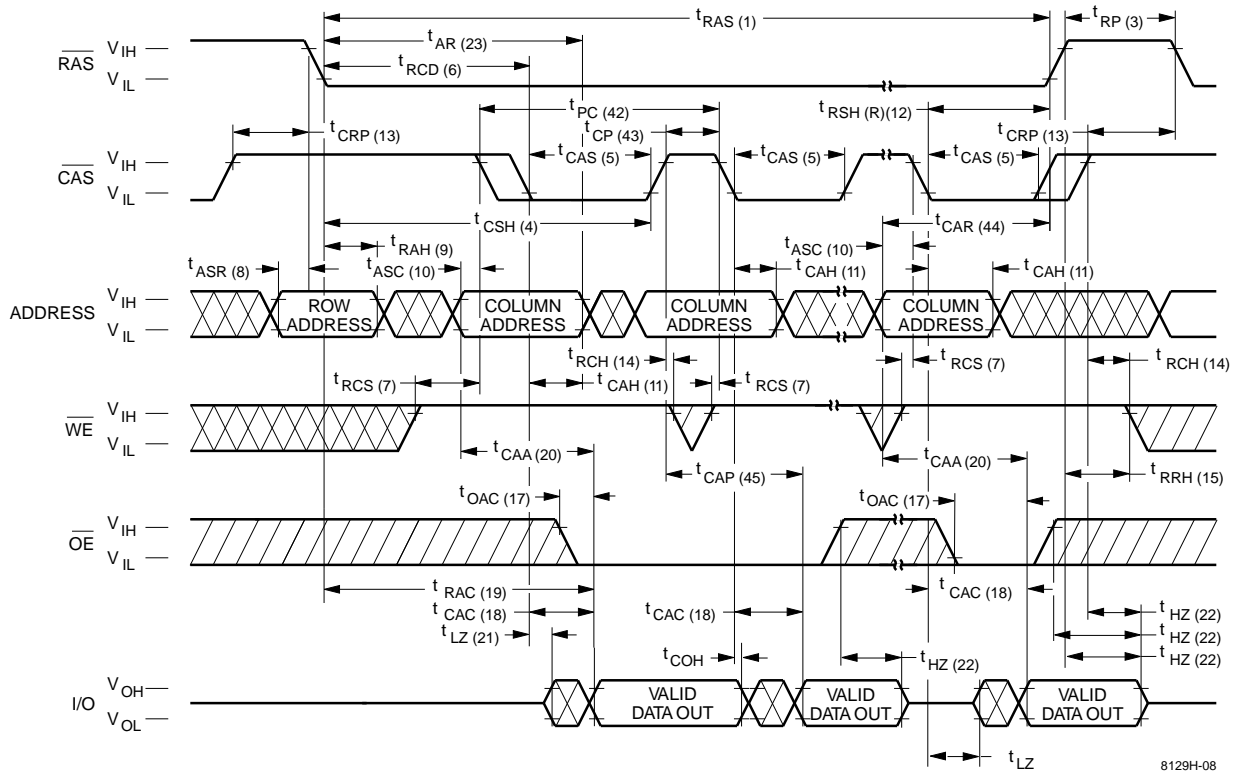 t RAS (1)
t RP (3)
t AR (23)
RAS
V IH
V IL
t RCD (6)
t PC (42)
t RSH (R)(12)
t CRP (13)
t CP (43)
t CRP (13)
CAS
V IH
V IL
t CAS (5)
t CAS (5)
t CAS (5)
t CSH (4)
t CAR (44)
t RAH (9)
t ASC (10)
t ASR (8)
t ASC (10)
t CAH (11)
t CAH (11)
ADDRESS
V IH
V IL
ROW ADDRESS
COLUMN ADDRESS
COLUMN ADDRESS
COLUMN ADDRESS
t RCH (14)
t RCH (14)
t RCS (7)
t CAH (11)
t RCS (7)
t RCS (7)
WE
V IH
V IL
t CAA (20)
t CAA (20)
t CAP (45)
t RRH (15)
t OAC (17)
t OAC (17)
OE
V IH
V IL
t RAC (19)
t CAC (18)
t CAC (18)
t CAC (18)
t HZ (22)
t LZ (21)
t HZ (22)
t COH
t HZ (22)
t HZ (22)
I/O
V OH
V OL
VALID DATA OUT
VALID DATA OUT
VALID DATA OUT
t LZ
8129H-08